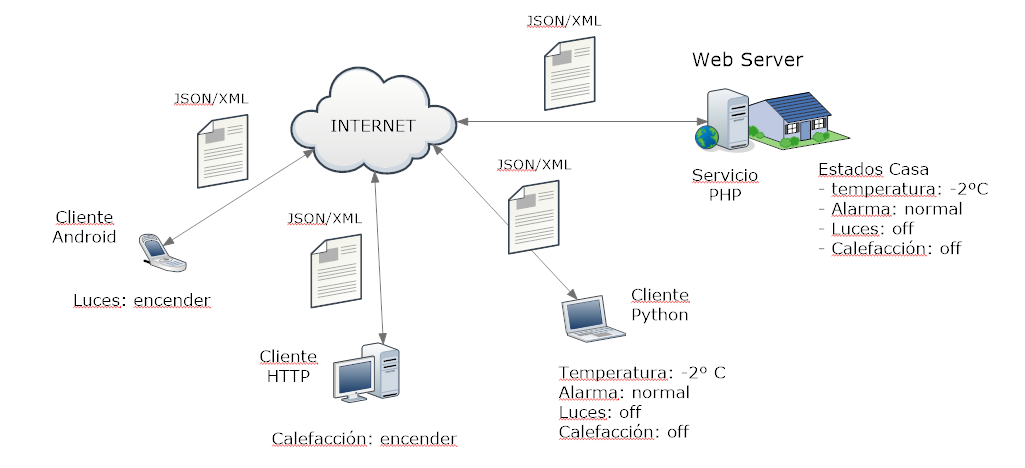 JSON/XML
Web Server
JSON/XML
INTERNET
JSON/XML
Servicio
PHP
Estados Casa
- temperatura: -2ºC
- Alarma: normal
- Luces: off
- Calefacción: off
Cliente
Android
JSON/XML
Luces: encender
Cliente
Python
Cliente
HTTP
Temperatura: -2º C
Alarma: normal
Luces: off
Calefacción: off
Calefacción: encender